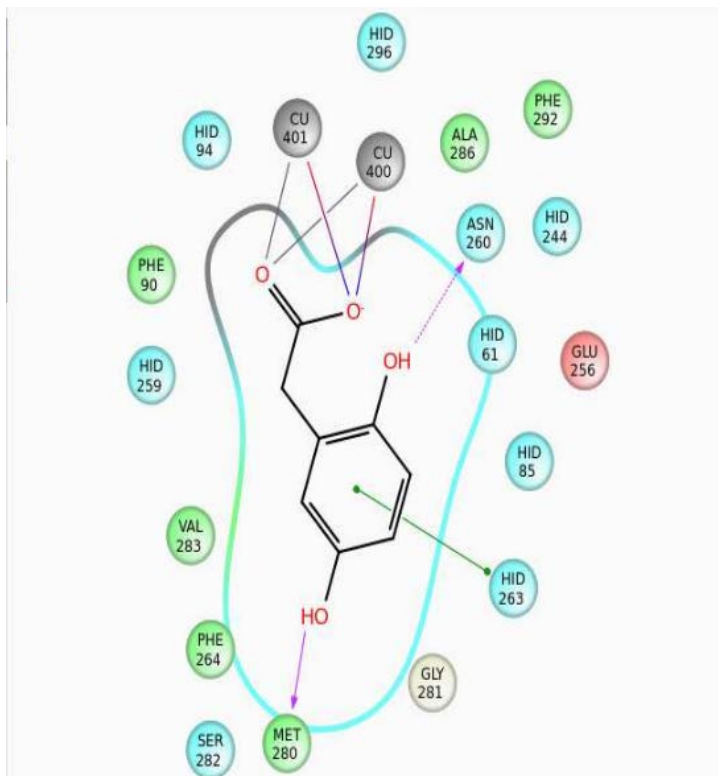 HID
296
CU
401
CU
400
PHE
292
ALA
286
HID
94
ASN
260
HID
244
PHE
90
O
O-
HID
61
GLU
256
OH
HID
259
HID
85
VAL
283
HID
263
HO
PHE
264
GLY
281
SER
282
MET
280